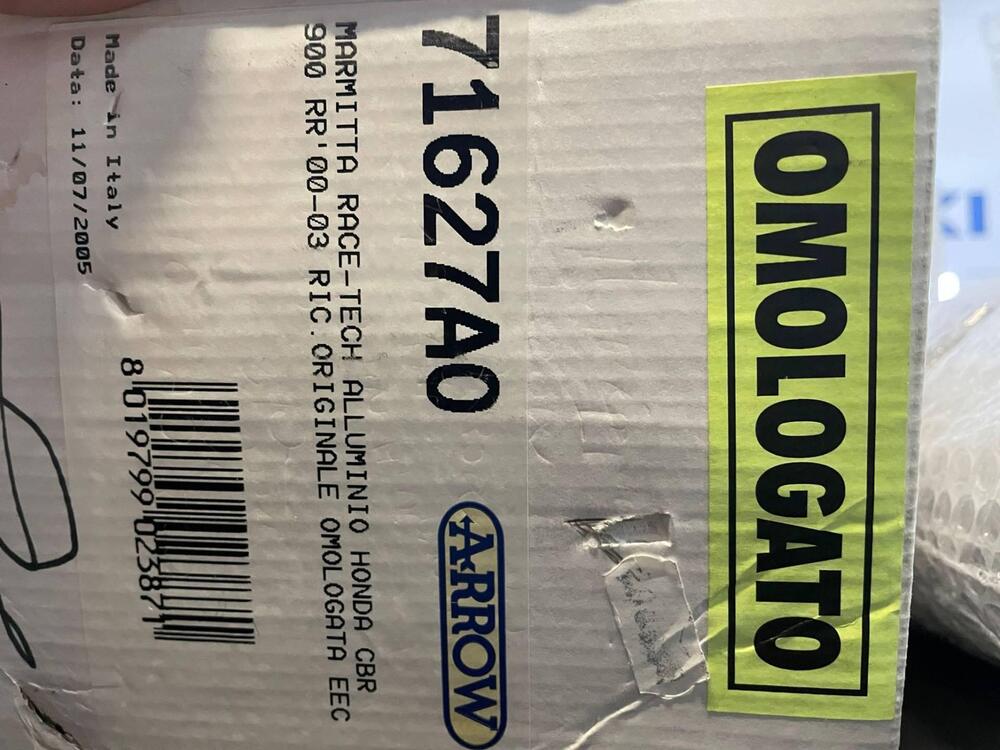 OMOLOGATO
71627A0
ARROW
MARMITTA RACE-TECH ALLUMINIO HONDA CBR
900 RR'00-03 RIC.ORIGINALE OMOLOGATA EEC
8 019799 023871
Made in Italy
Data: 11/07/2005